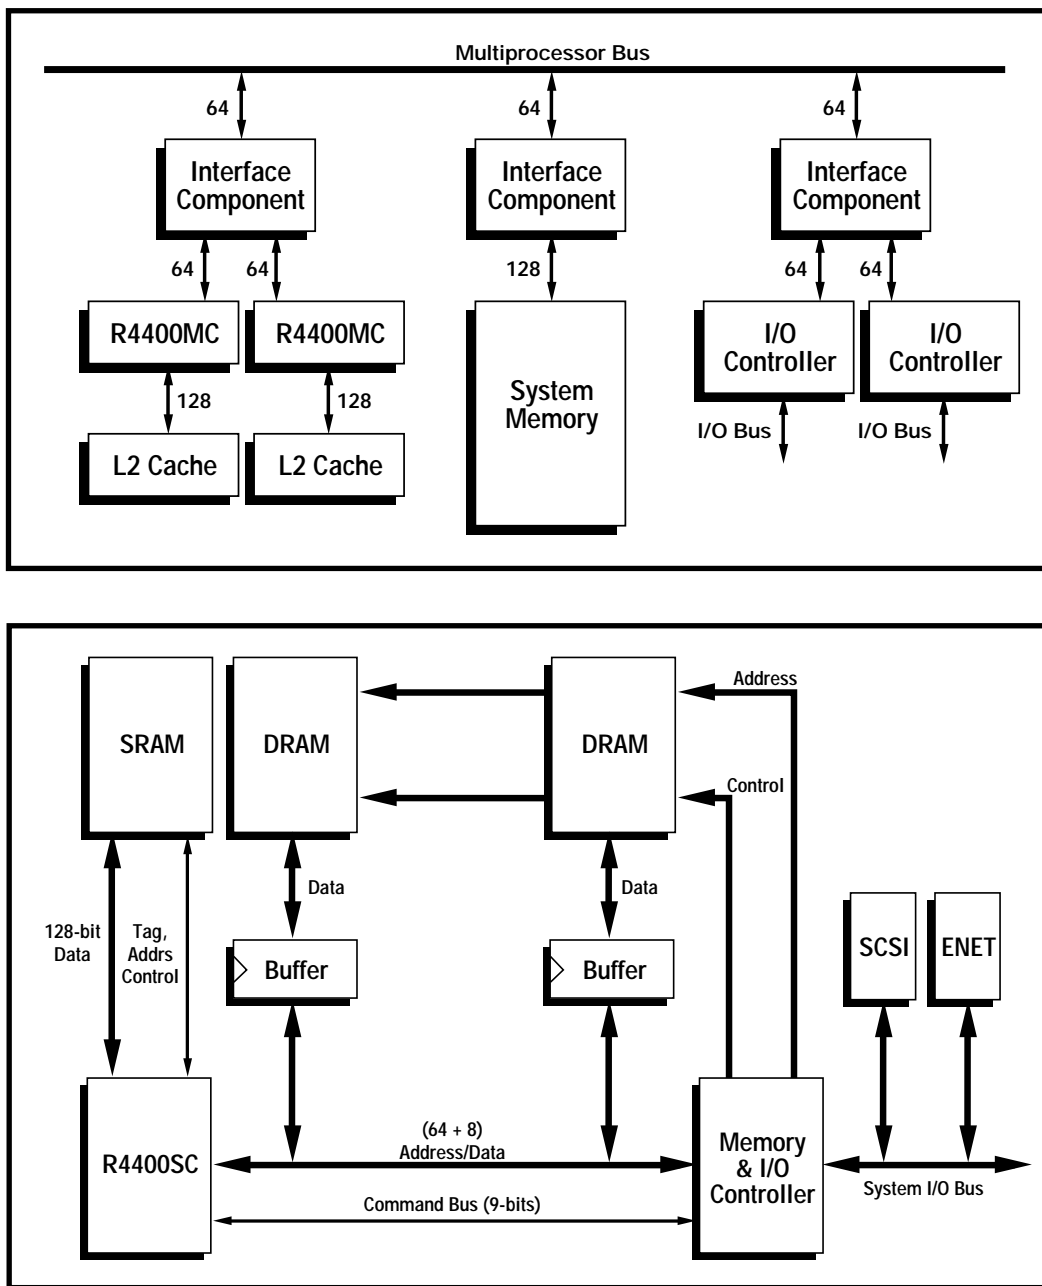 Multiprocessor Bus
64
64
64
Interface
Component
Interface
Component
Interface
Component
64
64
128
64
64
R4400MC
R4400MC
System
Memory
I/O
Controller
I/O
Controller
128
128
I/O Bus
I/O Bus
L2 Cache
L2 Cache
SRAM
DRAM
DRAM
Address
Control
128-bit
Data
Tag,
Addrs
Control
Data
Data
Buffer
Buffer
SCSI
ENET
R4400SC
(64 + 8)
Address/Data
Command Bus (9-bits)
Memory
& I/O
Controller
System I/O Bus